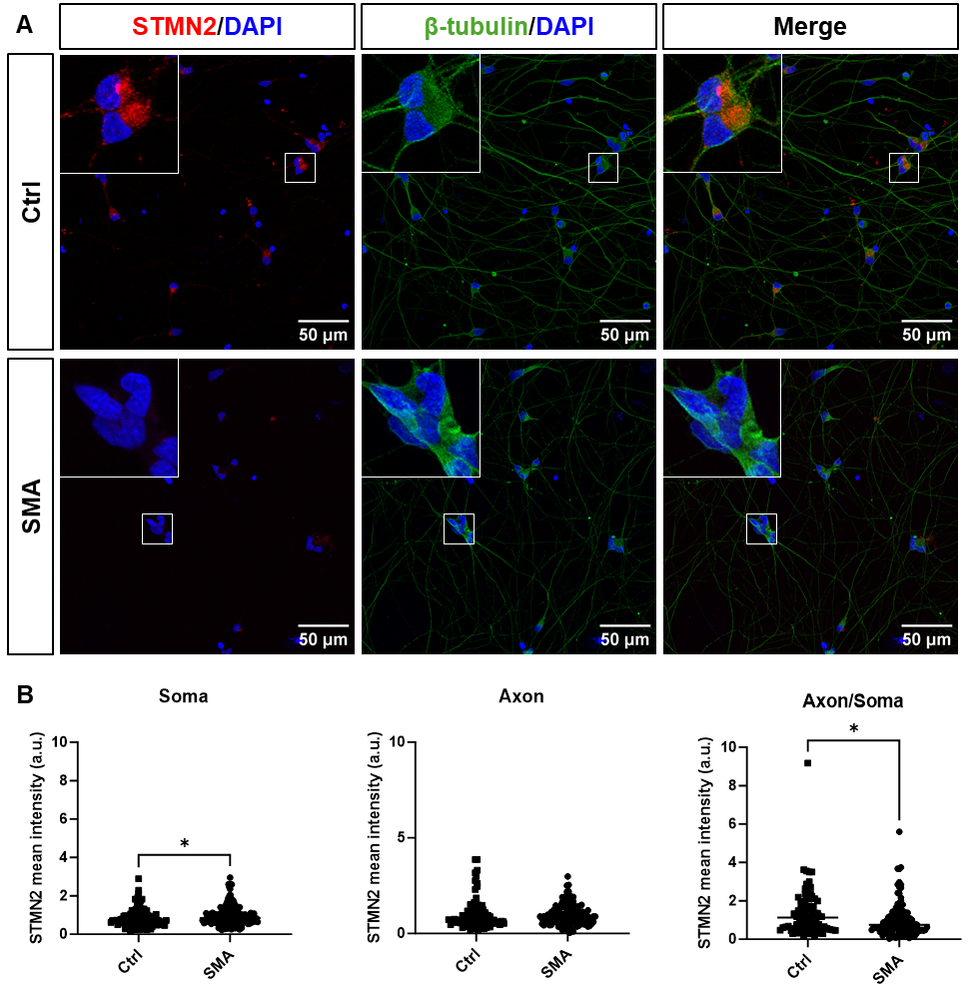 A
STMN2/DAPI
β-tubulin/DAPI
Merge
Ctrl
50 µm
50 µm
50 µm
SMA
50 µm
50 µm
50 µm
B
Soma
STMN2 mean intensity (a.u.)
10
8
6
4
2
0
*
Ctrl
SMA
Axon
STMN2 mean intensity (a.u.)
10
5
0
Ctrl
SMA
Axon/Soma
STMN2 mean intensity (a.u.)
10
8
6
4
2
0
*
Ctrl
SMA